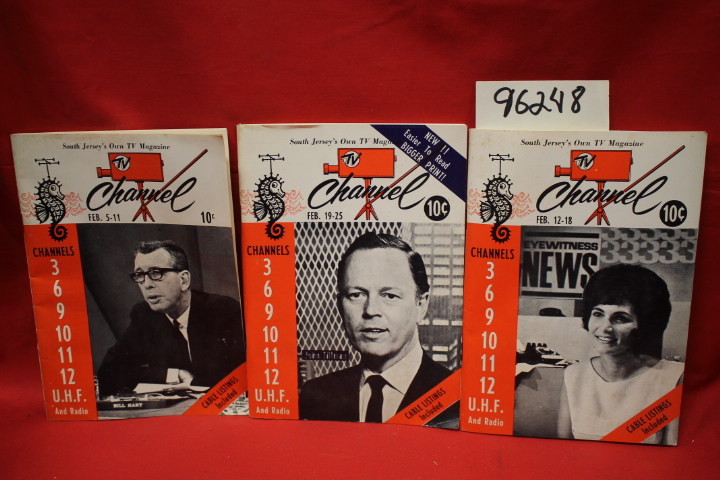 96248
South Jersey's Own TV Magazine
TV
Channel
FEB. 5-11
10¢
CHANNELS
3
6
9
10
11
12
U.H.F.
And Radio
BILL HART
CABLE LISTINGS
Included
South Jersey's Own TV Maga
NEW !!
Easier To Read
BIGGER PRINT!
TV
Channel
FEB. 19-25
10¢
CHANNELS
3
6
9
10
11
12
U.H.F.
And Radio
CABLE LISTINGS
Included
South Jersey's Own TV Magazine
TV
Channel
FEB. 12-18
10¢
CHANNELS
3
6
9
10
11
12
U.H.F.
And Radio
EYEWITNESS
NEWS
3333
CABLE LISTINGS
Included